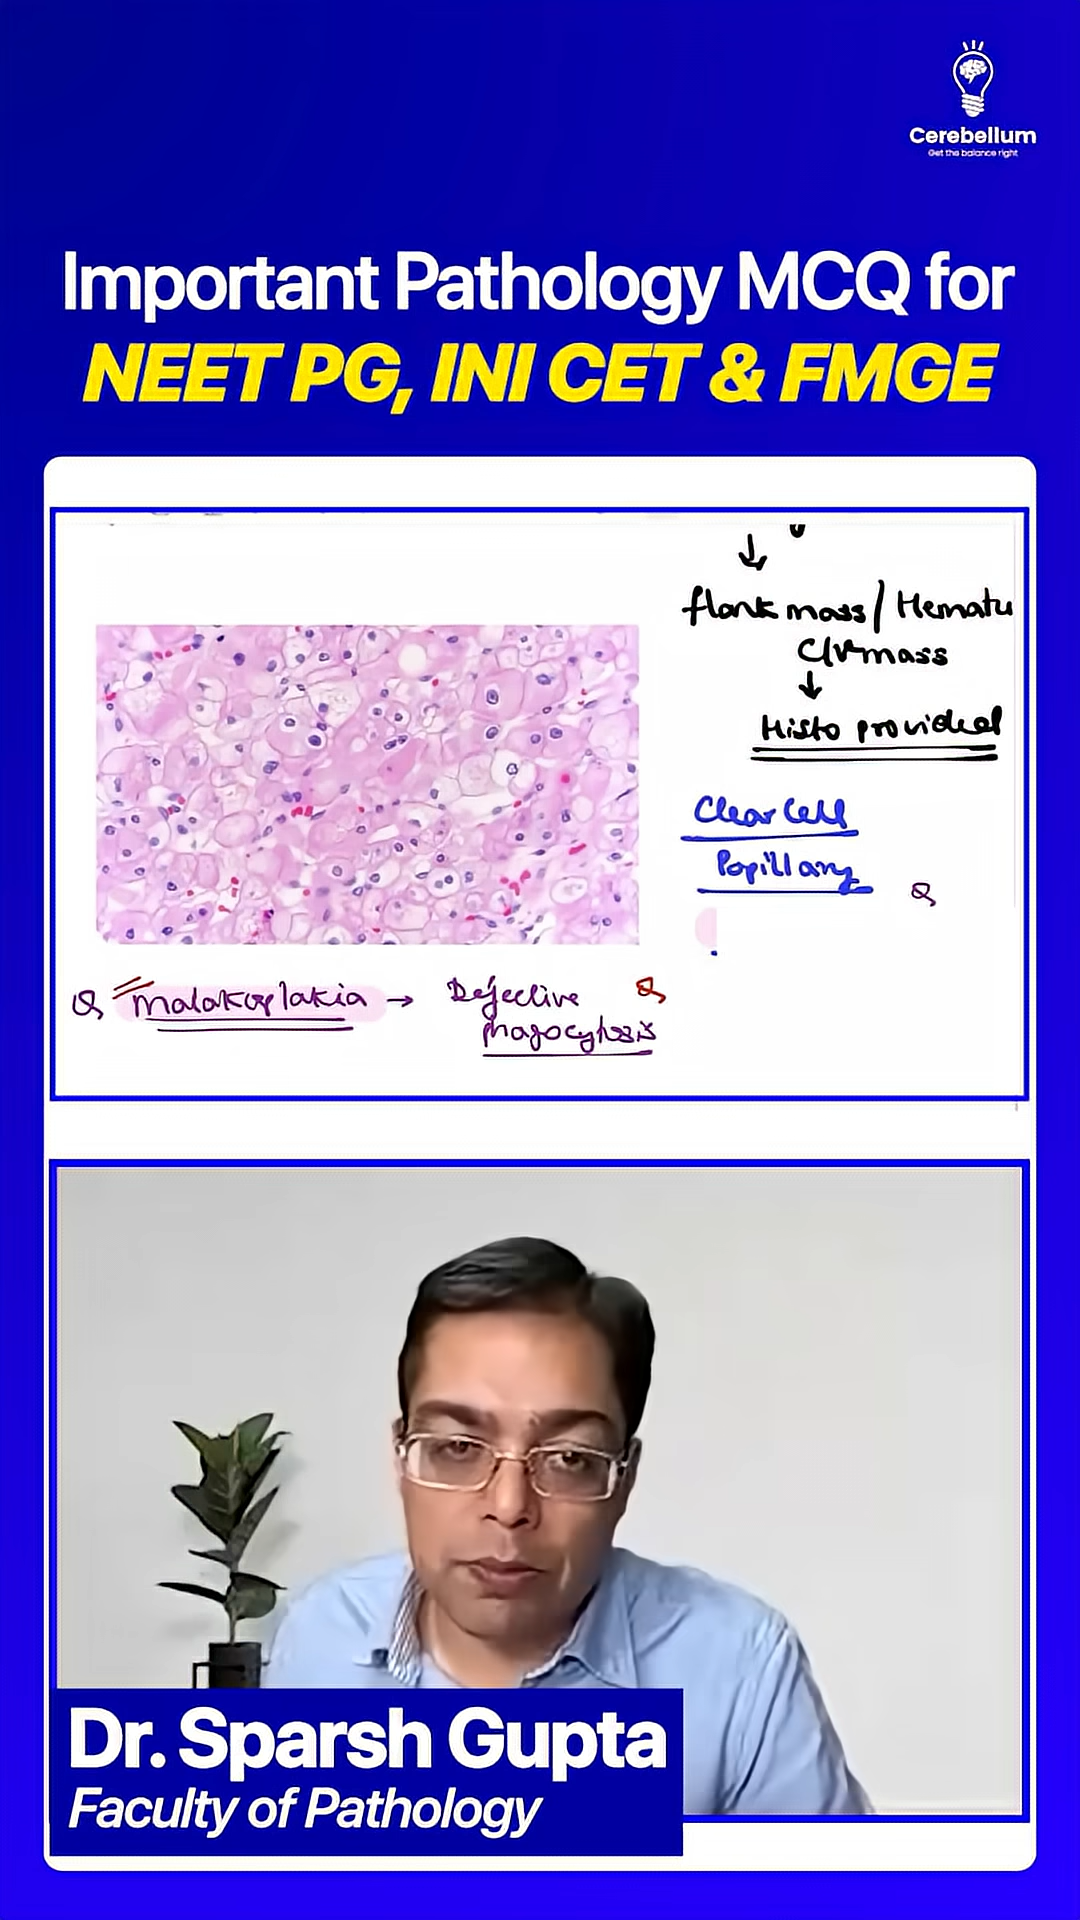 Cerebellum
Get the balance right
Important Pathology MCQ for
NEET PG, INI CET & FMGE
flank mass / Hematu
mass
Histo provided
Clear Cell
Papillary
Q
Q Malakoplakia → Defective Q
phagocytosis
Dr. Sparsh Gupta
Faculty of Pathology